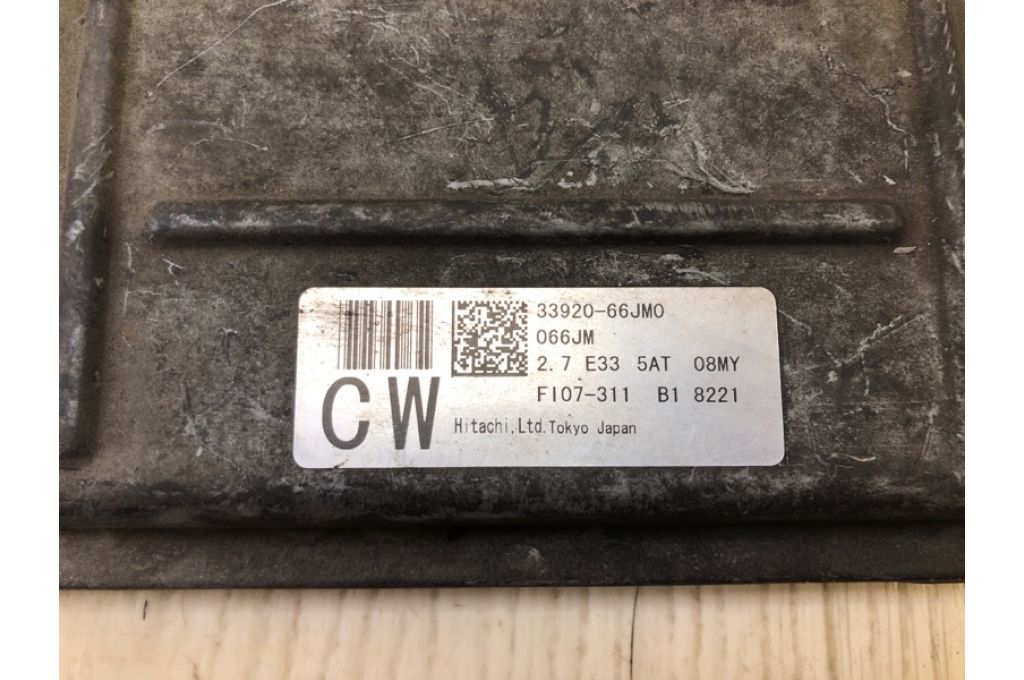 33920-66JM0
066JM
2.7 E33 5AT 08MY
FI07-311 B1 8221
CW
Hitachi,Ltd.Tokyo Japan